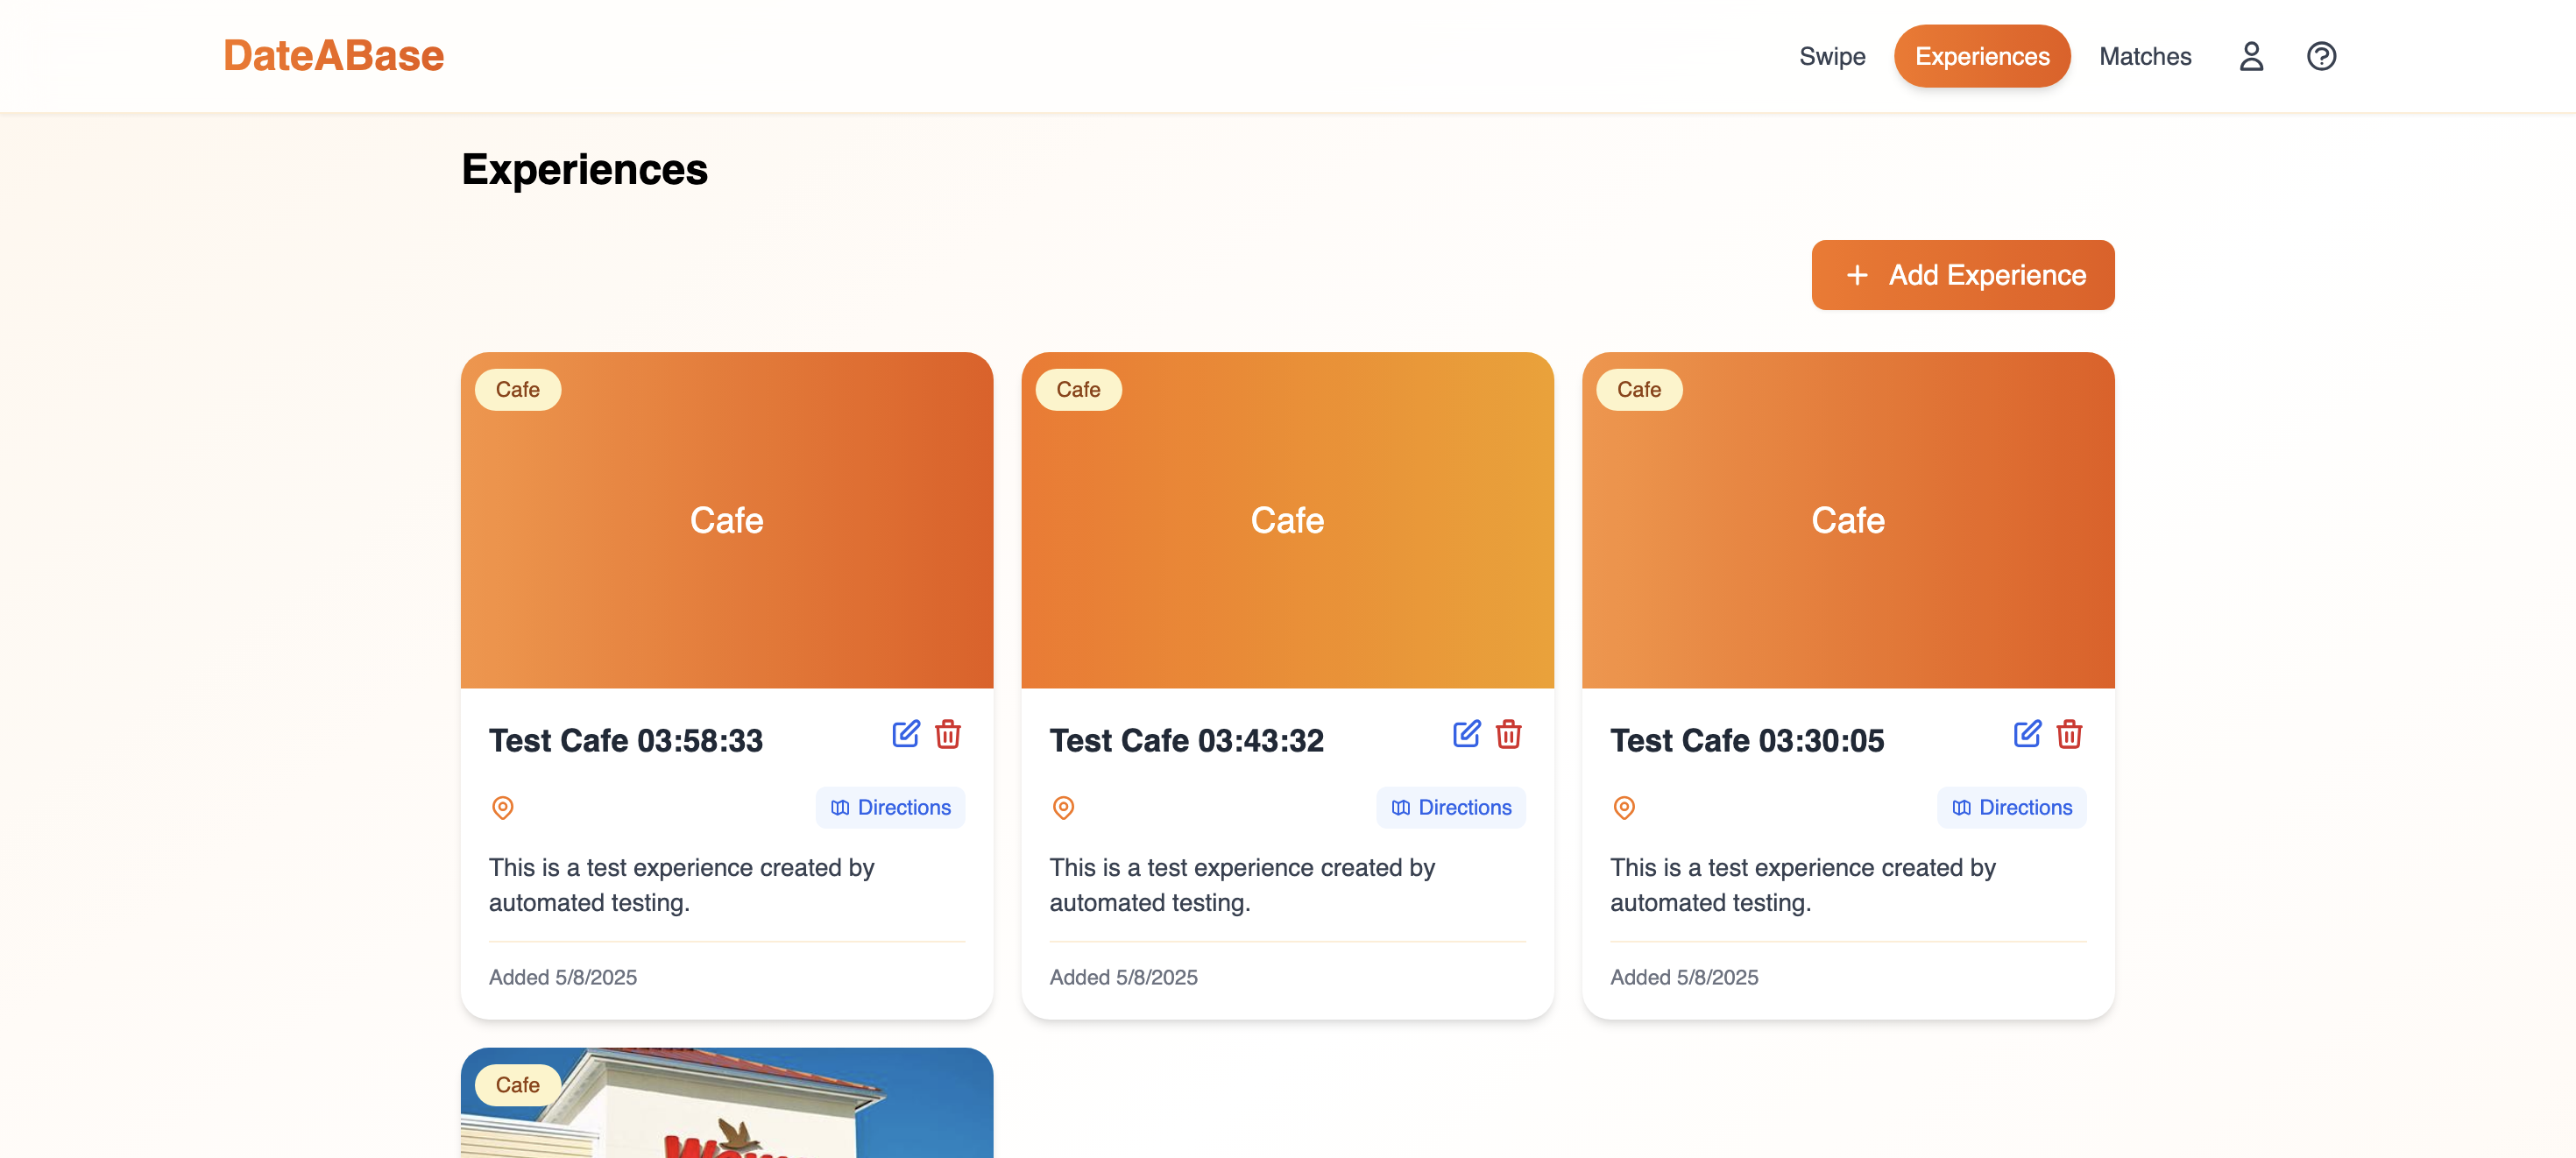 DateABase
Swipe
Experiences
Matches
Experiences
+ Add Experience
Cafe
Cafe
Test Cafe 03:58:33
Directions
This is a test experience created by
automated testing.
Added 5/8/2025
Cafe
Cafe
Test Cafe 03:43:32
Directions
This is a test experience created by
automated testing.
Added 5/8/2025
Cafe
Cafe
Test Cafe 03:30:05
Directions
This is a test experience created by
automated testing.
Added 5/8/2025
Cafe